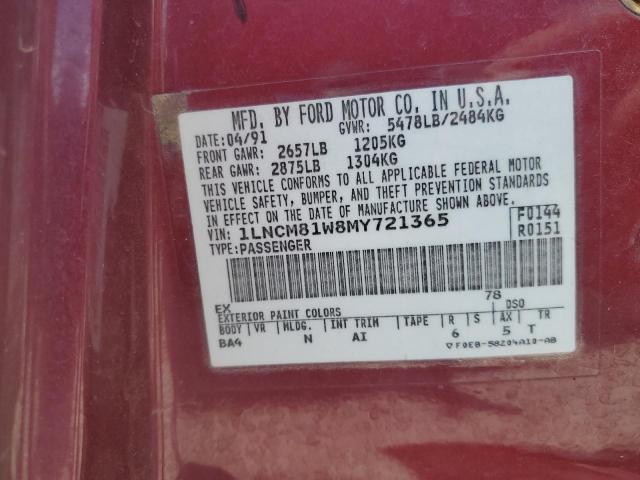 MFD. BY FORD MOTOR CO. IN U.S.A.
DATE: 04/91 GVWR: 5478LB/2484KG
FRONT GAWR: 2657LB 1205KG
REAR GAWR: 2875LB 1304KG
THIS VEHICLE CONFORMS TO ALL APPLICABLE FEDERAL MOTOR
VEHICLE SAFETY, BUMPER, AND THEFT PREVENTION STANDARDS
IN EFFECT ON THE DATE OF MANUFACTURE SHOWN ABOVE.
VIN: 1LNCM81W8MY721365 F0144
TYPE: PASSENGER R0151
EX 78
EXTERIOR PAINT COLORS DSO
BODY VR MLDG. INT TRIM TAPE R S AX TR
BA4 N AI 6 5 T
▽ F0EB-58204A10-AB